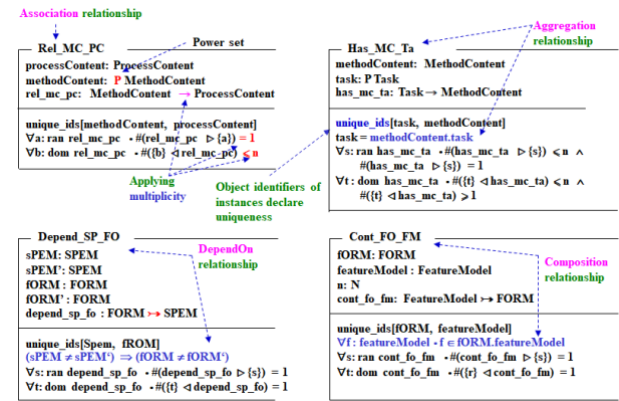 Association relationship
Rel_MC_PC
Power set
processContent: ProcessContent
methodContent: P MethodContent
rel_mc_pc: MethodContent → ProcessContent
unique_ids[methodContent, processContent]
∀a: ran rel_mc_pc • #(rel_mc_pc ▷{a}) = 1
∀b: dom rel_mc_pc • #({b} ◁ rel_mc_pc) ⩽ n
Applying
multiplicity
Aggregation
relationship
Has_MC_Ta
methodContent: MethodContent
task: P Task
has_mc_ta: Task → MethodContent
unique_ids[task, methodContent]
task = methodContent.task
∀s: ran has_mc_ta • #(has_mc_ta ▷ {s}) ⩽ n ∧
#(has_mc_ta ▷ {s}) = 1
∀t : dom has_mc_ta • #({t} ◁ has_mc_ta) ⩽ n ∧
#({t} ◁ has_mc_ta) ⩾ 1
Object identifiers of
instances declare
uniqueness
Depend_SP_FO
DependOn
relationship
sPEM: SPEM
sPEM': SPEM
fORM : FORM
fORM' : FORM
depend_sp_fo : FORM ↣ SPEM
unique_ids[Spem, fROM]
(sPEM ≠ sPEM‘) ⇒ (fORM ≠ fORM‘)
∀s: ran depend_sp_fo • #(depend_sp_fo ▷ {s}) = 1
∀t: dom depend_sp_fo • #({t} ◁ depend_sp_fo) = 1
Cont_FO_FM
fORM: FORM
featureModel : FeatureModel
n: N
cont_fo_fm: FeatureModel ↣ FORM
Composition
relationship
unique_ids[fORM, featureModel]
∀f : featureModel • f ∈ fORM.featureModel
∀s: ran cont_fo_fm • #(cont_fo_fm ▷ {s}) = 1
∀t: dom cont_fo_fm • #({r} ◁ cont_fo_fm) = 1